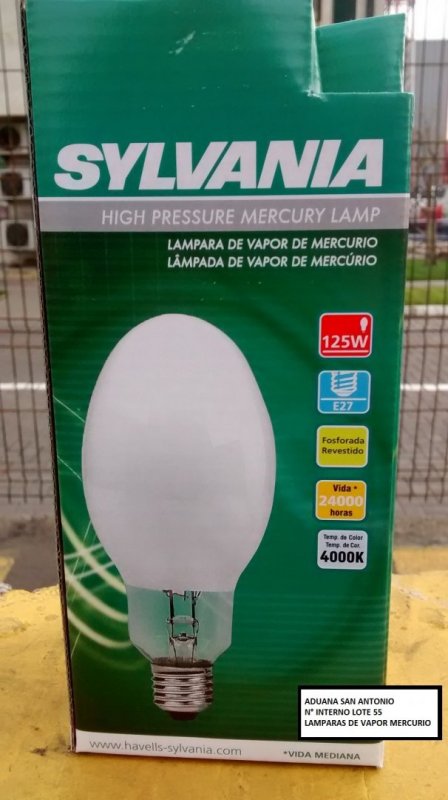 SYLVANIA
HIGH PRESSURE MERCURY LAMP
LAMPARA DE VAPOR DE MERCURIO
LÂMPADA DE VAPOR DE MERCÚRIO
125W
E27
Fosforada
Revestido
Vida *
24000
horas
Temp. de Color
Temp. de Cor.
4000K
ADUANA SAN ANTONIO
N° INTERNO LOTE 55
LAMPARAS DE VAPOR MERCURIO
www.havells-sylvania.com
*VIDA MEDIANA